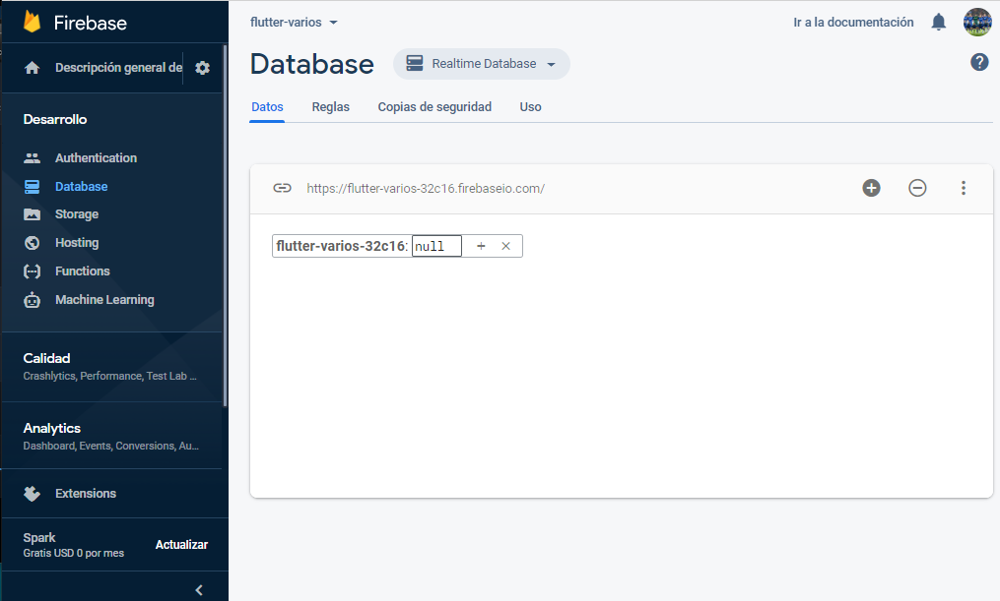 Firebase
Descripción general de
Desarrollo
Authentication
Database
Storage
Hosting
Functions
Machine Learning
Calidad
Crashlytics, Performance, Test Lab ...
Analytics
Dashboard, Events, Conversions, Au...
Extensions
Spark
Gratis USD 0 por mes
Actualizar
flutter-varios
Ir a la documentación
Database
Realtime Database
?
Datos
Reglas
Copias de seguridad
Uso
https://flutter-varios-32c16.firebaseio.com/
flutter-varios-32c16: null + ×